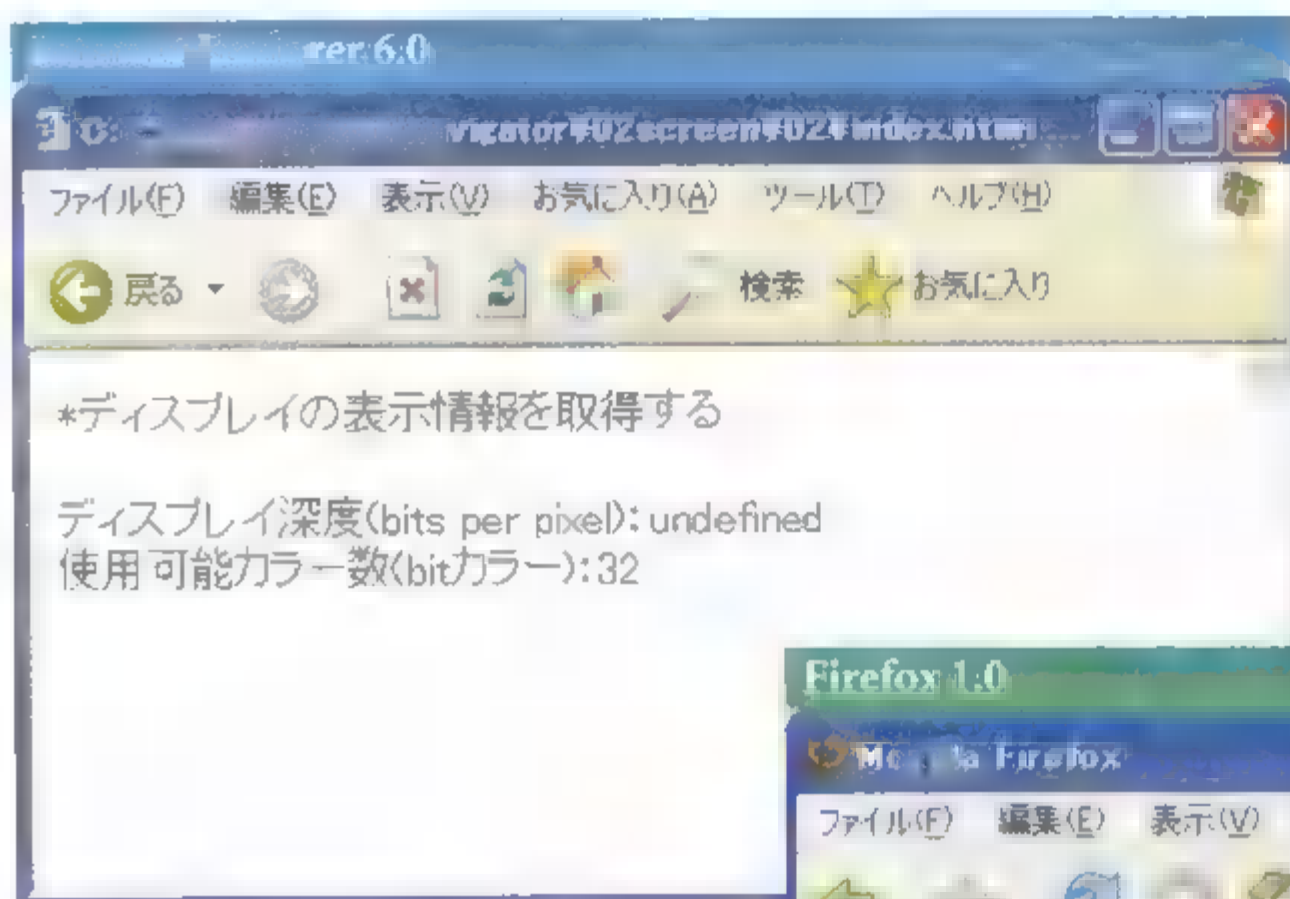 6.0
ファイル(F) 編集(E) 表示(V) お気に入り(A) ツール(T) ヘルプ(H)
戻る 検索 お気に入り
*ディスプレイの表示情報を取得する
ディスプレイ深度(bits per pixel): undefined
使用可能カラー数(bitカラー):32
Firefox 1.0
Firefox
ファイル(F) 編集(E) 表示(V)